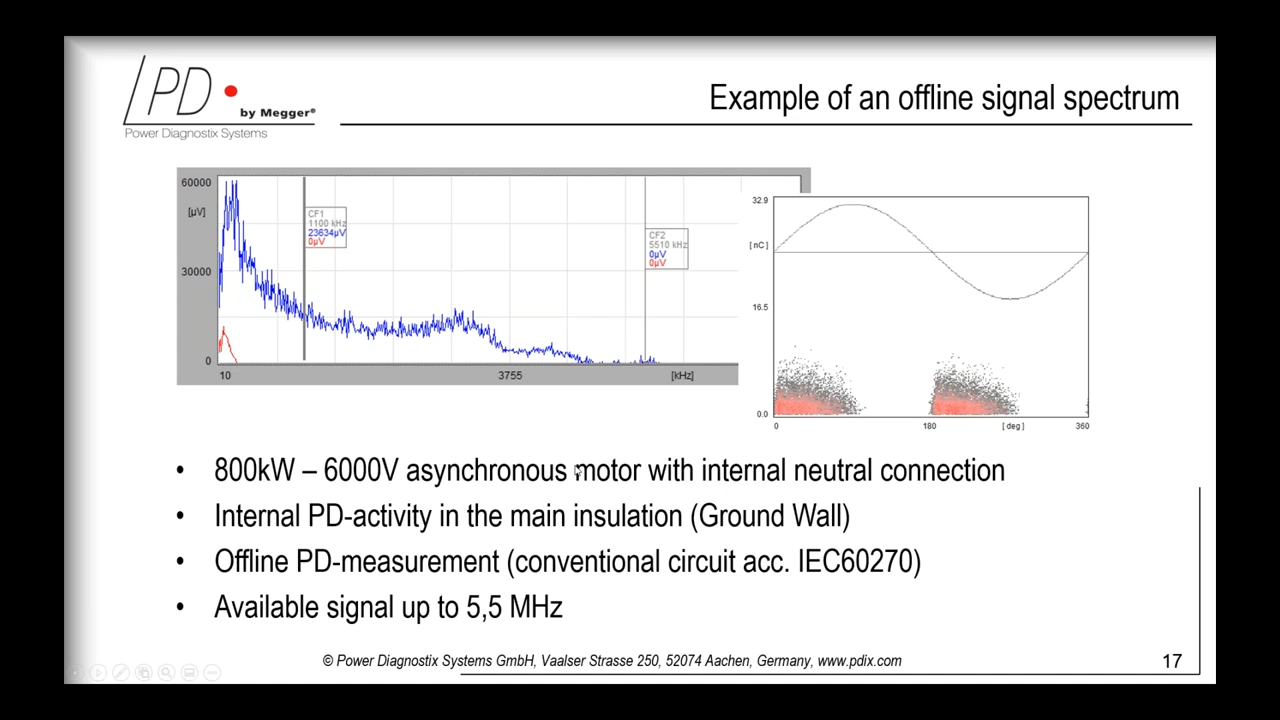 PD
by Megger®
Power Diagnostix Systems
Example of an offline signal spectrum
60000
[µV]
30000
0
10
3755
[kHz]
CF1
1100 kHz
23634µV
0µV
CF2
5510 kHz
0µV
0µV
32.9
[nC]
16.5
0.0
0
180
[deg]
360
• 800kW – 6000V asynchronous motor with internal neutral connection
• Internal PD-activity in the main insulation (Ground Wall)
• Offline PD-measurement (conventional circuit acc. IEC60270)
• Available signal up to 5,5 MHz
© Power Diagnostix Systems GmbH, Vaalser Strasse 250, 52074 Aachen, Germany, www.pdix.com
17